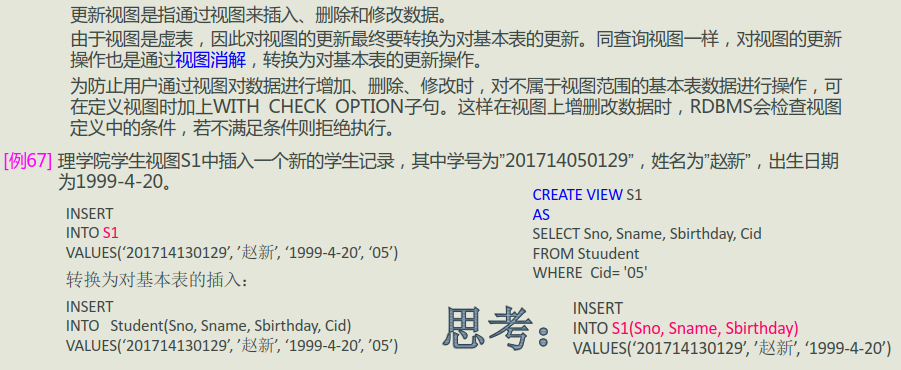 更新视图是指通过视图来插入、删除和修改数据。
由于视图是虚表，因此对视图的更新最终要转换为对基本表的更新。同查询视图一样，对视图的更新
操作也是通过视图消解，转换为对基本表的更新操作。
为防止用户通过视图对数据进行增加、删除、修改时，对不属于视图范围的基本表数据进行操作，可
在定义视图时加上WITH CHECK OPTION子句。这样在视图上增删改数据时，RDBMS会检查视图
定义中的条件，若不满足条件则拒绝执行。
[例67] 理学院学生视图S1中插入一个新的学生记录，其中学号为”201714050129”，姓名为”赵新”，出生日期
为1999-4-20。
INSERT
INTO S1
VALUES(‘201714130129’, ’赵新’, ‘1999-4-20’, ‘05’)
转换为对基本表的插入：
INSERT
INTO Student(Sno, Sname, Sbirthday, Cid)
VALUES(‘201714130129’, ’赵新’, ‘1999-4-20’, ’05’)
CREATE VIEW S1
AS
SELECT Sno, Sname, Sbirthday, Cid
FROM Stuudent
WHERE Cid= '05'
思考：
INSERT
INTO S1(Sno, Sname, Sbirthday)
VALUES(‘201714130129’, ’赵新’, ‘1999-4-20’)